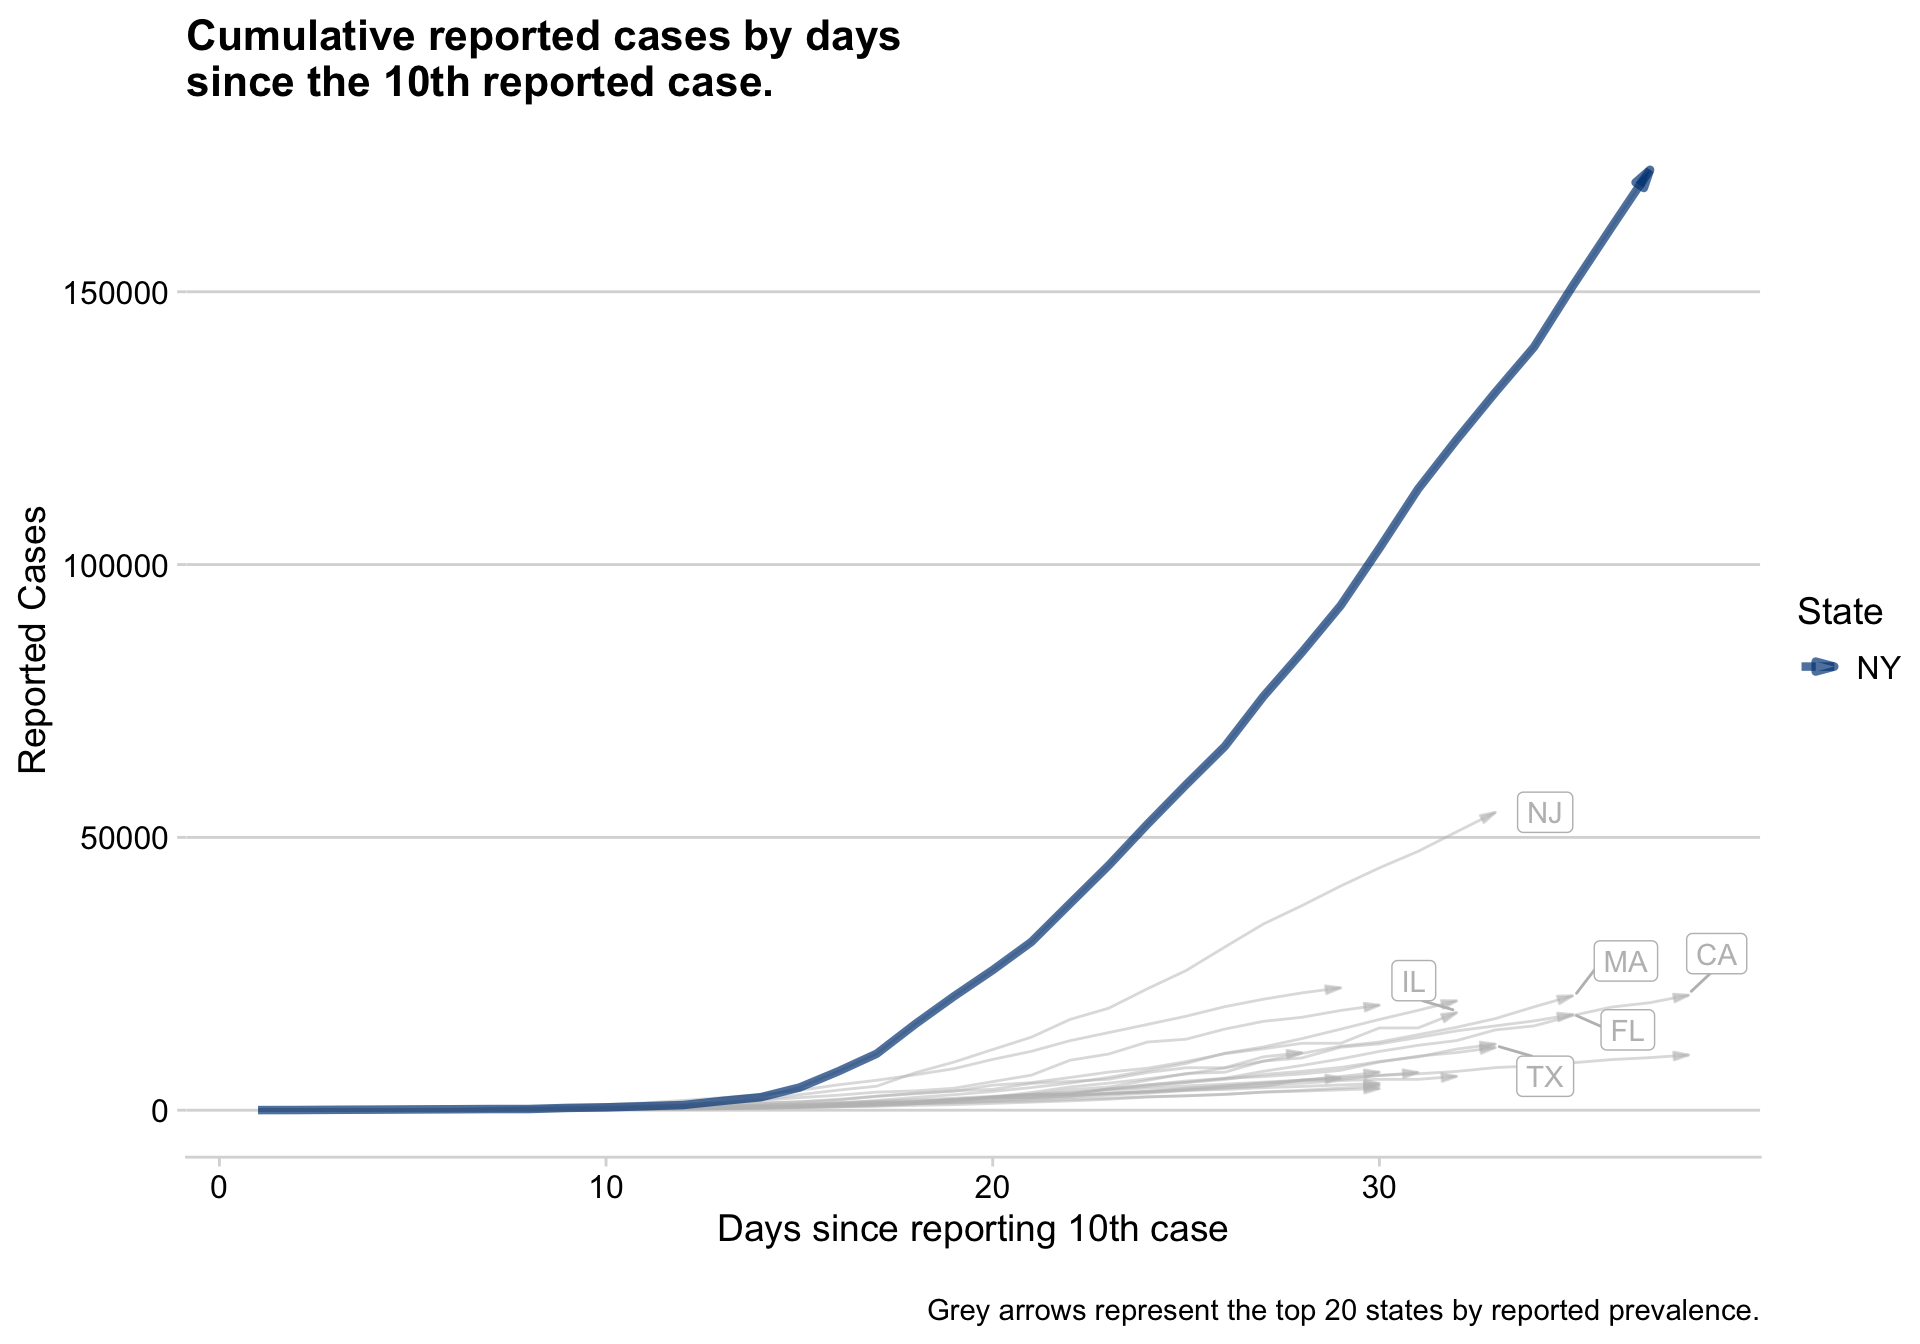 Cumulative reported cases by days
since the 10th reported case.
150000
100000
50000
0
Reported Cases
NJ
IL
MA
CA
FL
TX
State
NY
0
10
20
30
Days since reporting 10th case
Grey arrows represent the top 20 states by reported prevalence.